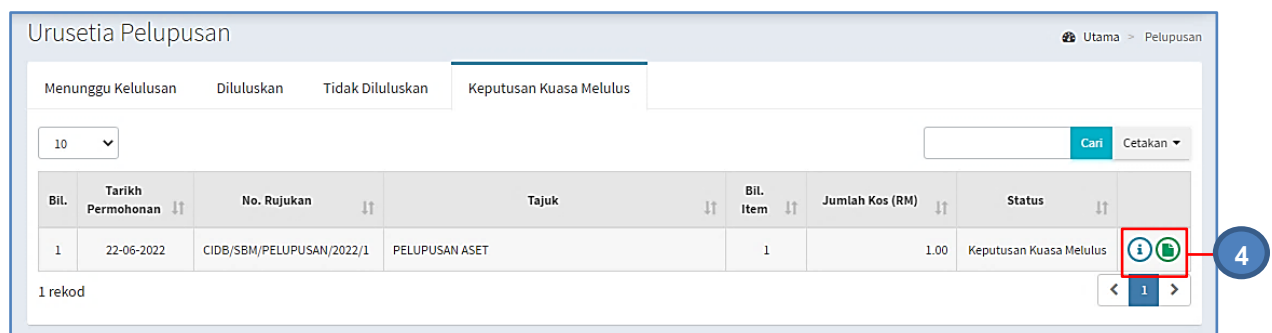 Urusetia Pelupusan
Utama > Pelupusan
Menunggu Kelulusan Diluluskan Tidak Diluluskan Keputusan Kuasa Melulus
10 Cari Cetakan
Bil. Tarikh Permohonan No. Rujukan Tajuk Bil. Item Jumlah Kos (RM) Status
1 22-06-2022 CIDB/SBM/PELUPUSAN/2022/1 PELUPUSAN ASET 1 1.00 Keputusan Kuasa Melulus
4
1 rekod < 1 >